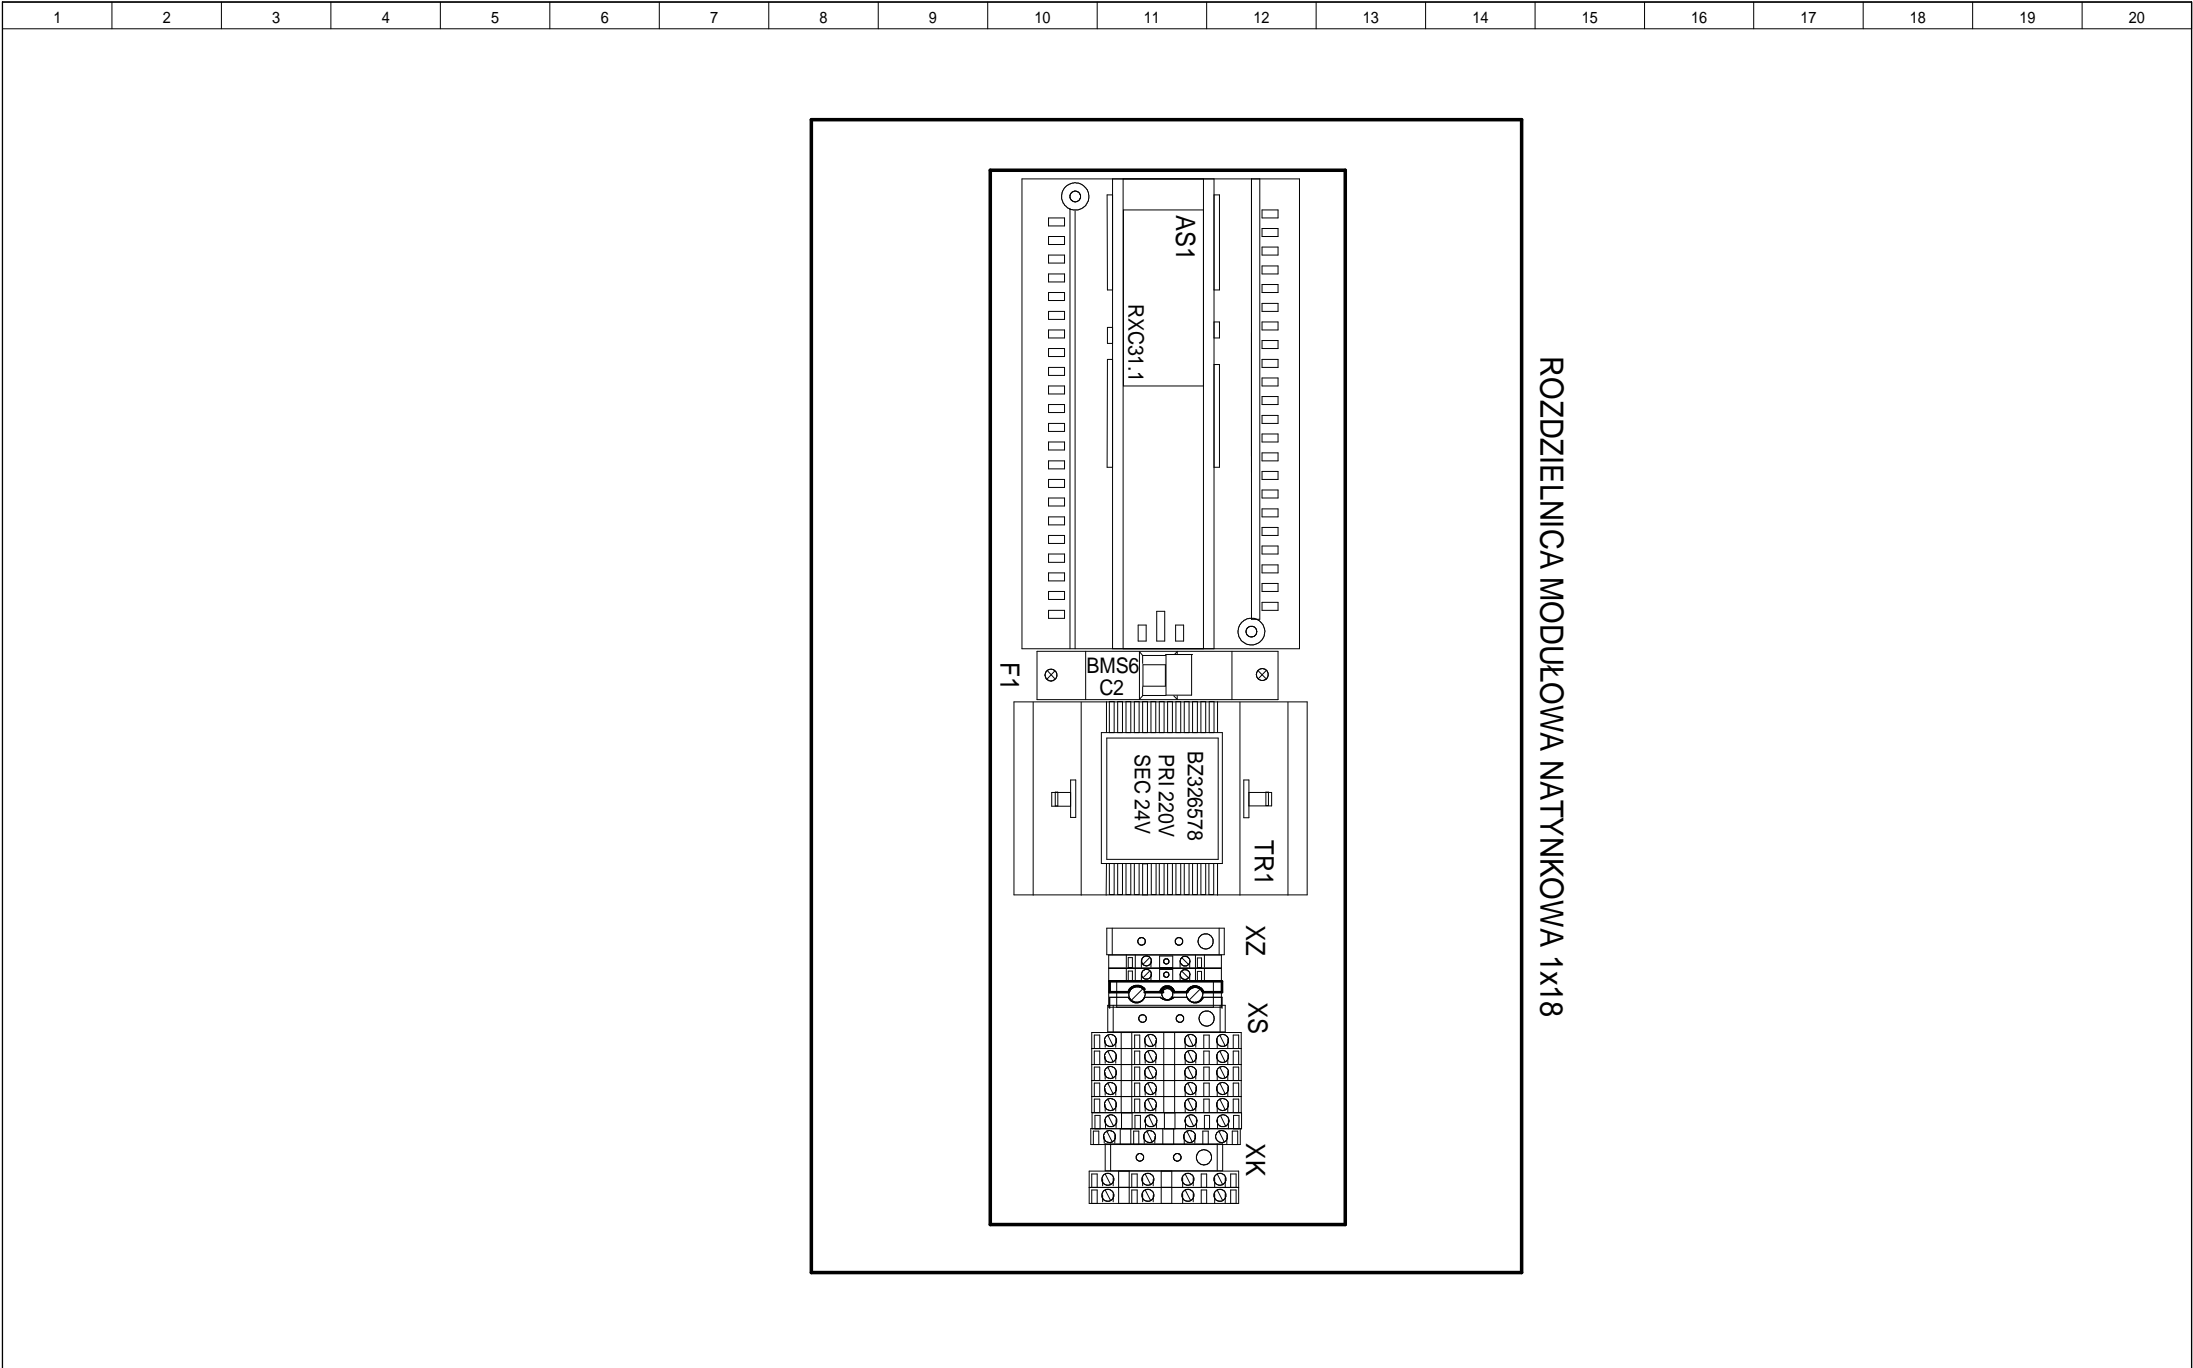 1 2 3 4 5 6 7 8 9 10 11 12 13 14 15 16 17 18 19 20
AS1
RXC31.1
F1
BMS6
C2
BZ326578
PRI 220V
SEC 24V
TR1
XZ
XS
XK
ROZDZIELNICA MODUŁOWA NATYNKOWA 1x18